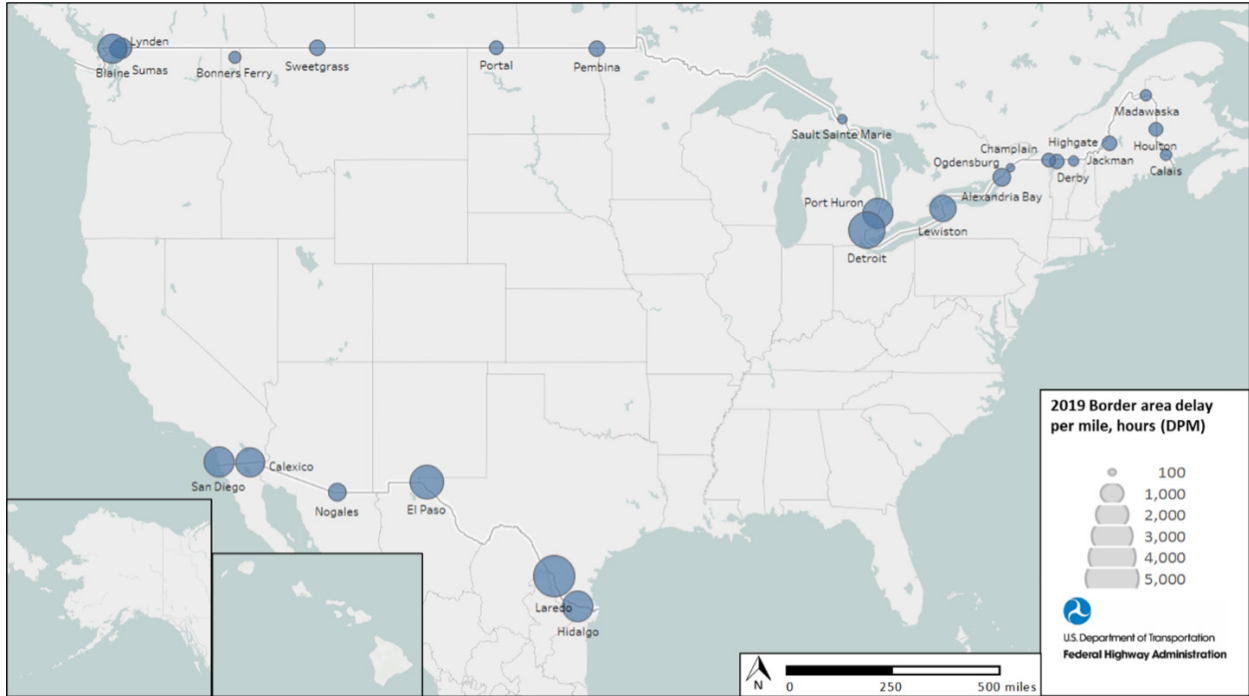 Lynden
Blaine
Sumas
Bonners Ferry
Sweetgrass
Portal
Pembina
Sault Sainte Marie
Madawaska
Houlton
Calais
Jackman
Highgate
Champlain
Derby
Ogdensburg
Alexandria Bay
Lewiston
Port Huron
Detroit
San Diego
Calexico
Nogales
El Paso
Laredo
Hidalgo
2019 Border area delay
per mile, hours (DPM)
100
1,000
2,000
3,000
4,000
5,000
U.S. Department of Transportation
Federal Highway Administration
N
0 250 500 miles